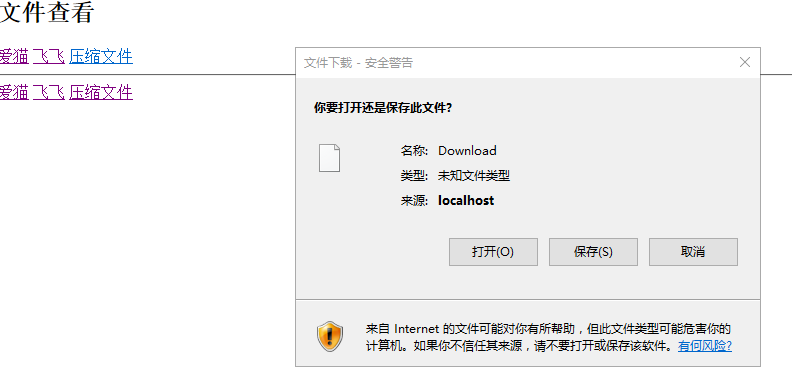 文件查看
爱猫 飞飞 压缩文件
爱猫 飞飞 压缩文件
文件下载 - 安全警告
你要打开还是保存此文件?
名称: Download
类型: 未知文件类型
来源: localhost
打开(O) 保存(S) 取消
来自 Internet 的文件可能对你有所帮助，但此文件类型可能危害你的
计算机。如果你不信任其来源，请不要打开或保存该软件。有何风险?